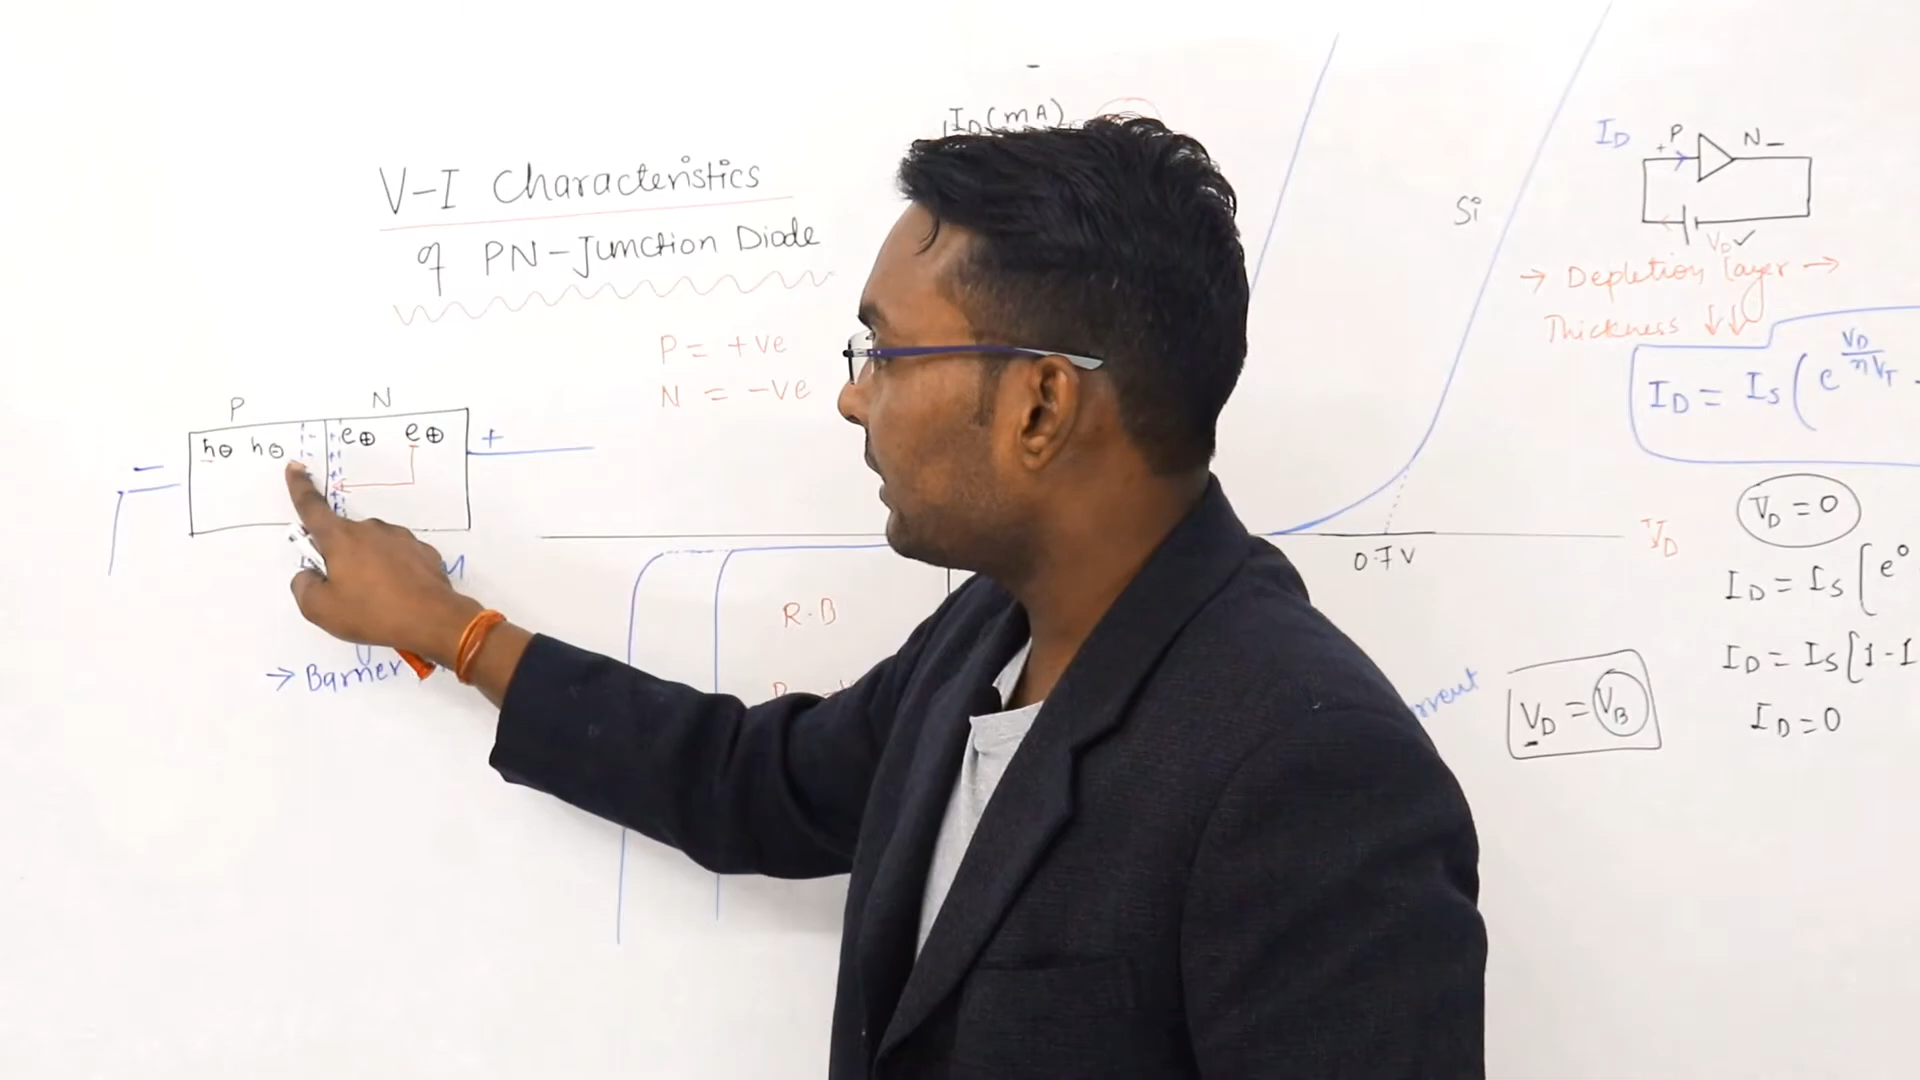 V-I Characteristics
of PN-Junction Diode
P = +ve
N = -ve
P N
h⊖ h⊖ e⊕ e⊕
- +
→ Barrier
I_D(mA)
Si
0.7V
V_D
R.B
I_D
+ P N -
V_D ✓
→ Depletion layer →
Thickness ↓↓
I_D = I_S ( e^(V_D/ηV_T) -
V_D = 0
I_D = I_S [ e^0
I_D = I_S [ 1 - 1
I_D = 0
V_D = V_B